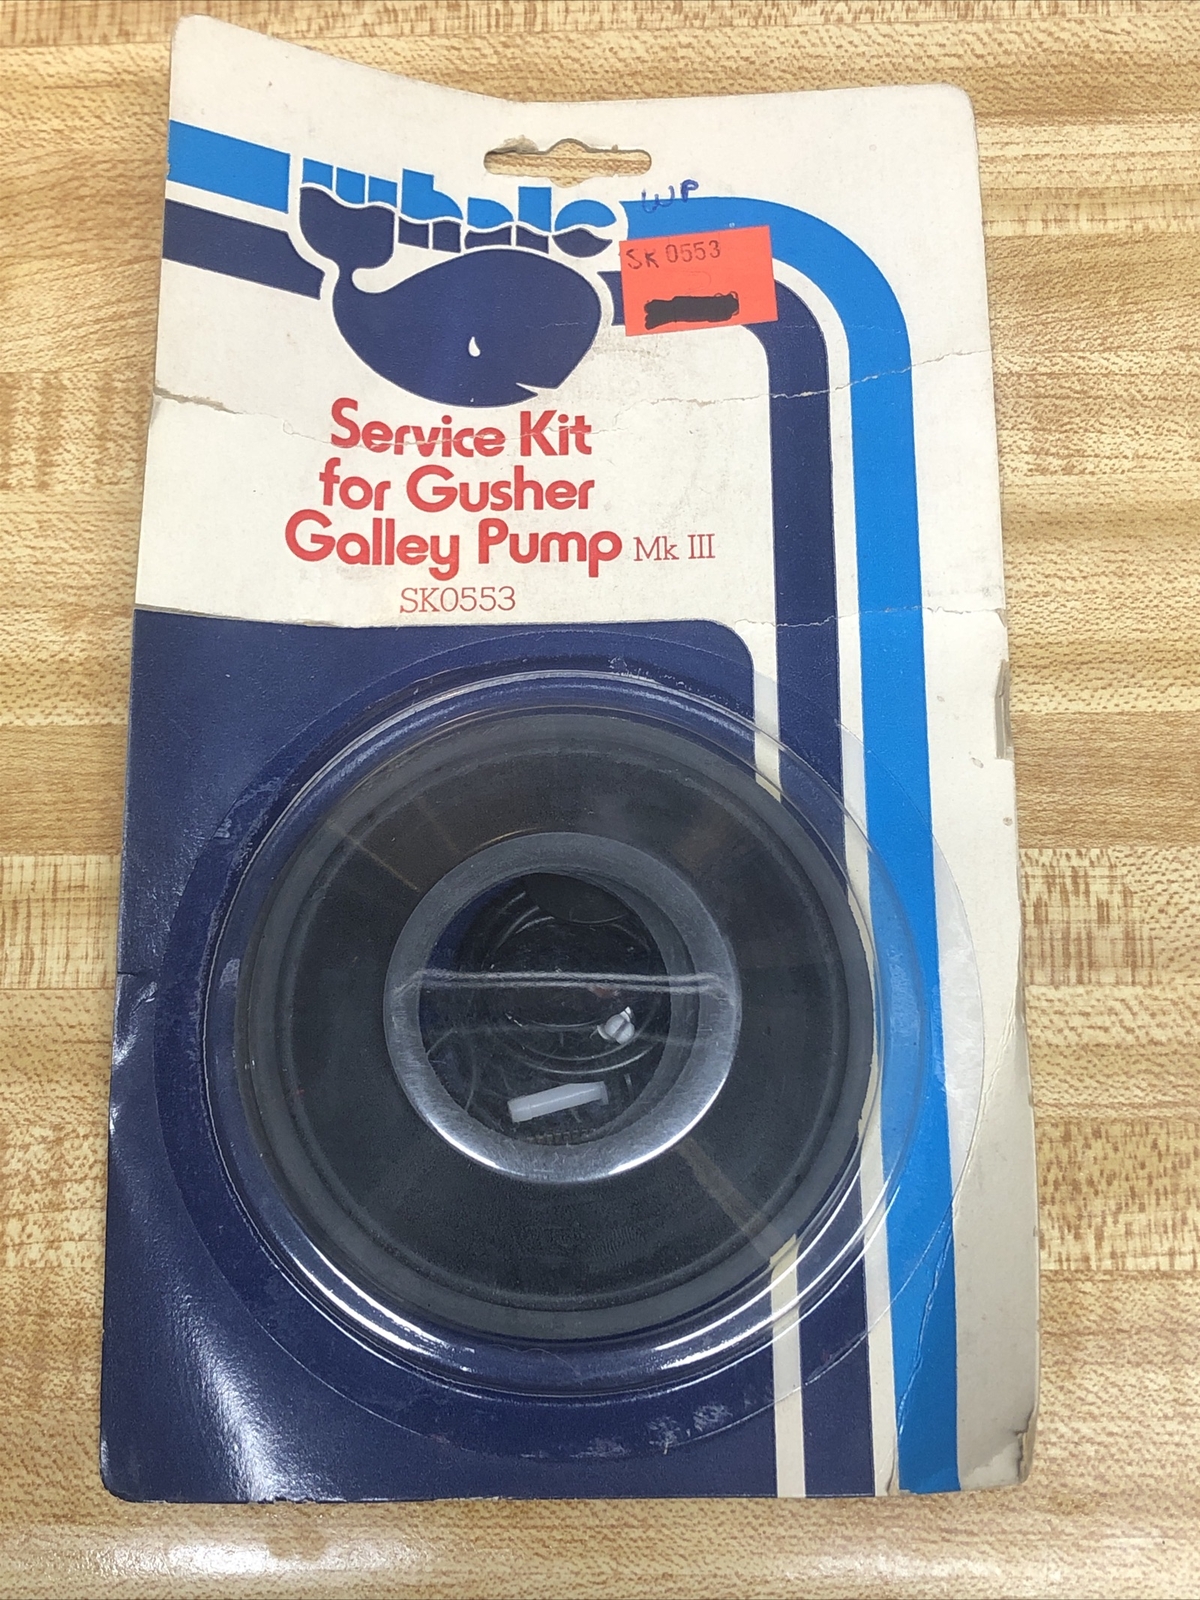 whale
WP
SK 0553
Service Kit
for Gusher
Galley Pump Mk III
SK0553